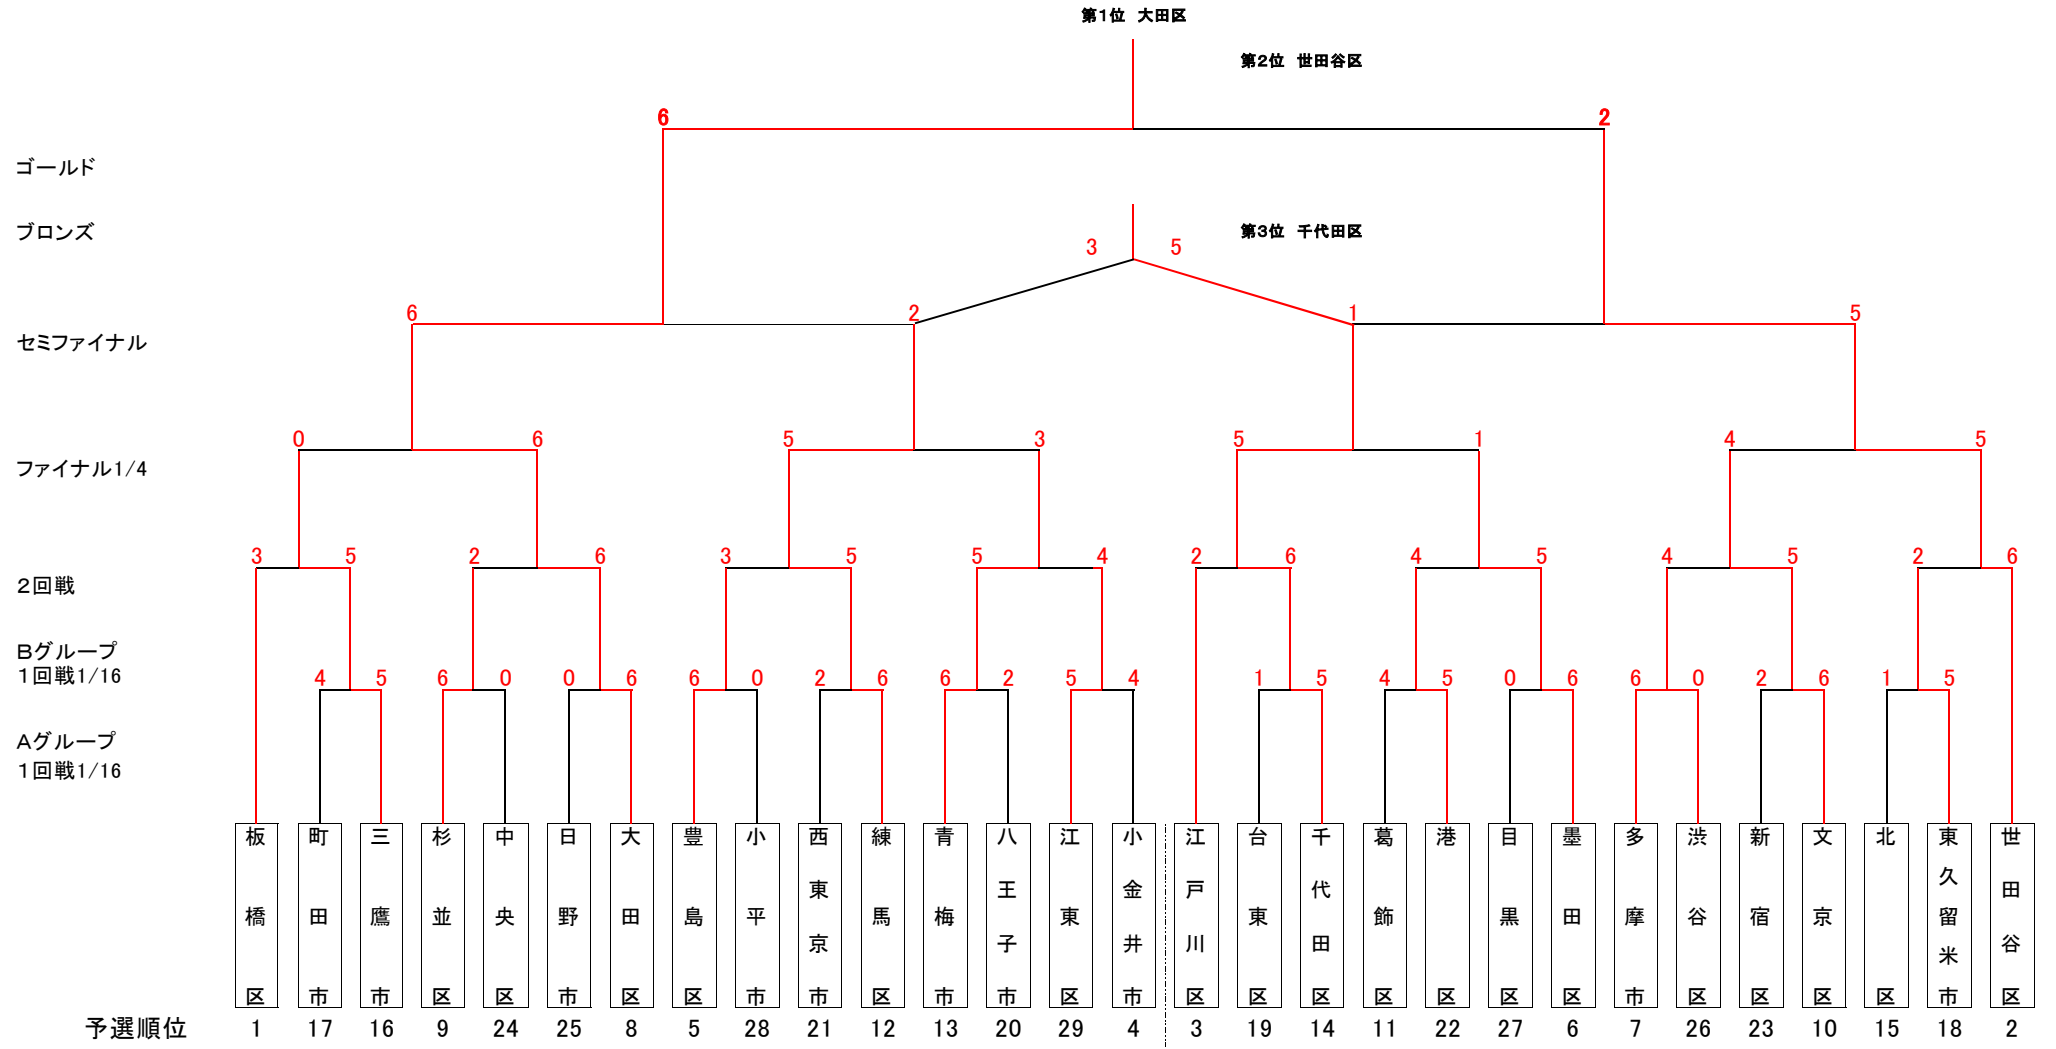 第1位 大田区
第2位 世田谷区
6 2
ゴールド
ブロンズ
第3位 千代田区
3 5
6 2 1 5
セミファイナル
0 6 5 3 5 1 4 5
ファイナル1/4
3 5 2 6 3 5 5 4 2 6 4 5 4 5 2 6
2回戦
Bグループ
1回戦1/16
4 5 6 0 0 6 6 0 2 6 6 2 5 4 1 5 4 5 0 6 6 0 2 6 1 5
Aグループ
1回戦1/16
板橋区
町田市
三鷹市
杉並区
中央区
日野市
大田区
豊島区
小平市
西東京市
練馬区
青梅市
八王子市
江東区
小金井市
江戸川区
台東区
千代田区
葛飾区
港区
目黒区
墨田区
多摩市
渋谷区
新宿区
文京区
北区
東久留米市
世田谷区
予選順位 1 17 16 9 24 25 8 5 28 21 12 13 20 29 4 3 19 14 11 22 27 6 7 26 23 10 15 18 2